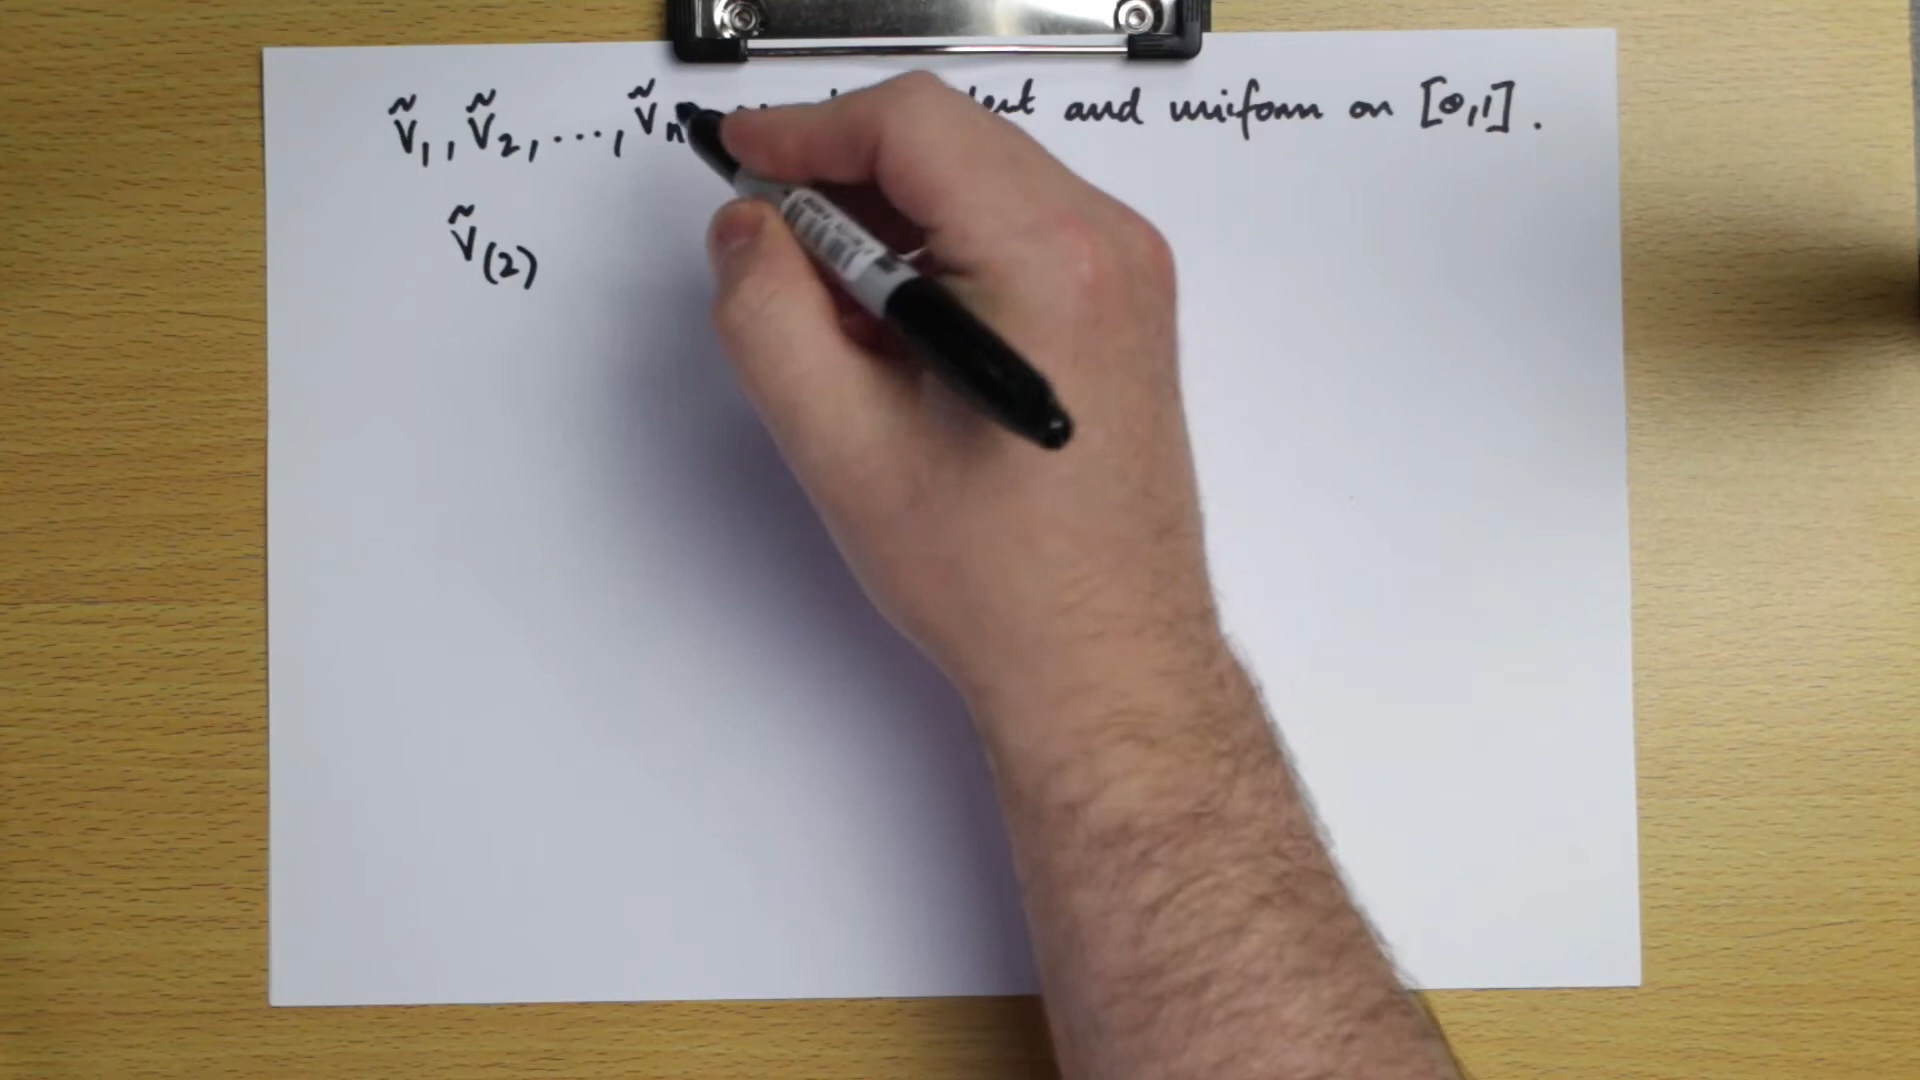 Ṽ₁, Ṽ₂, ..., Ṽₙ and uniform on [0,1].
Ṽ₍₂₎